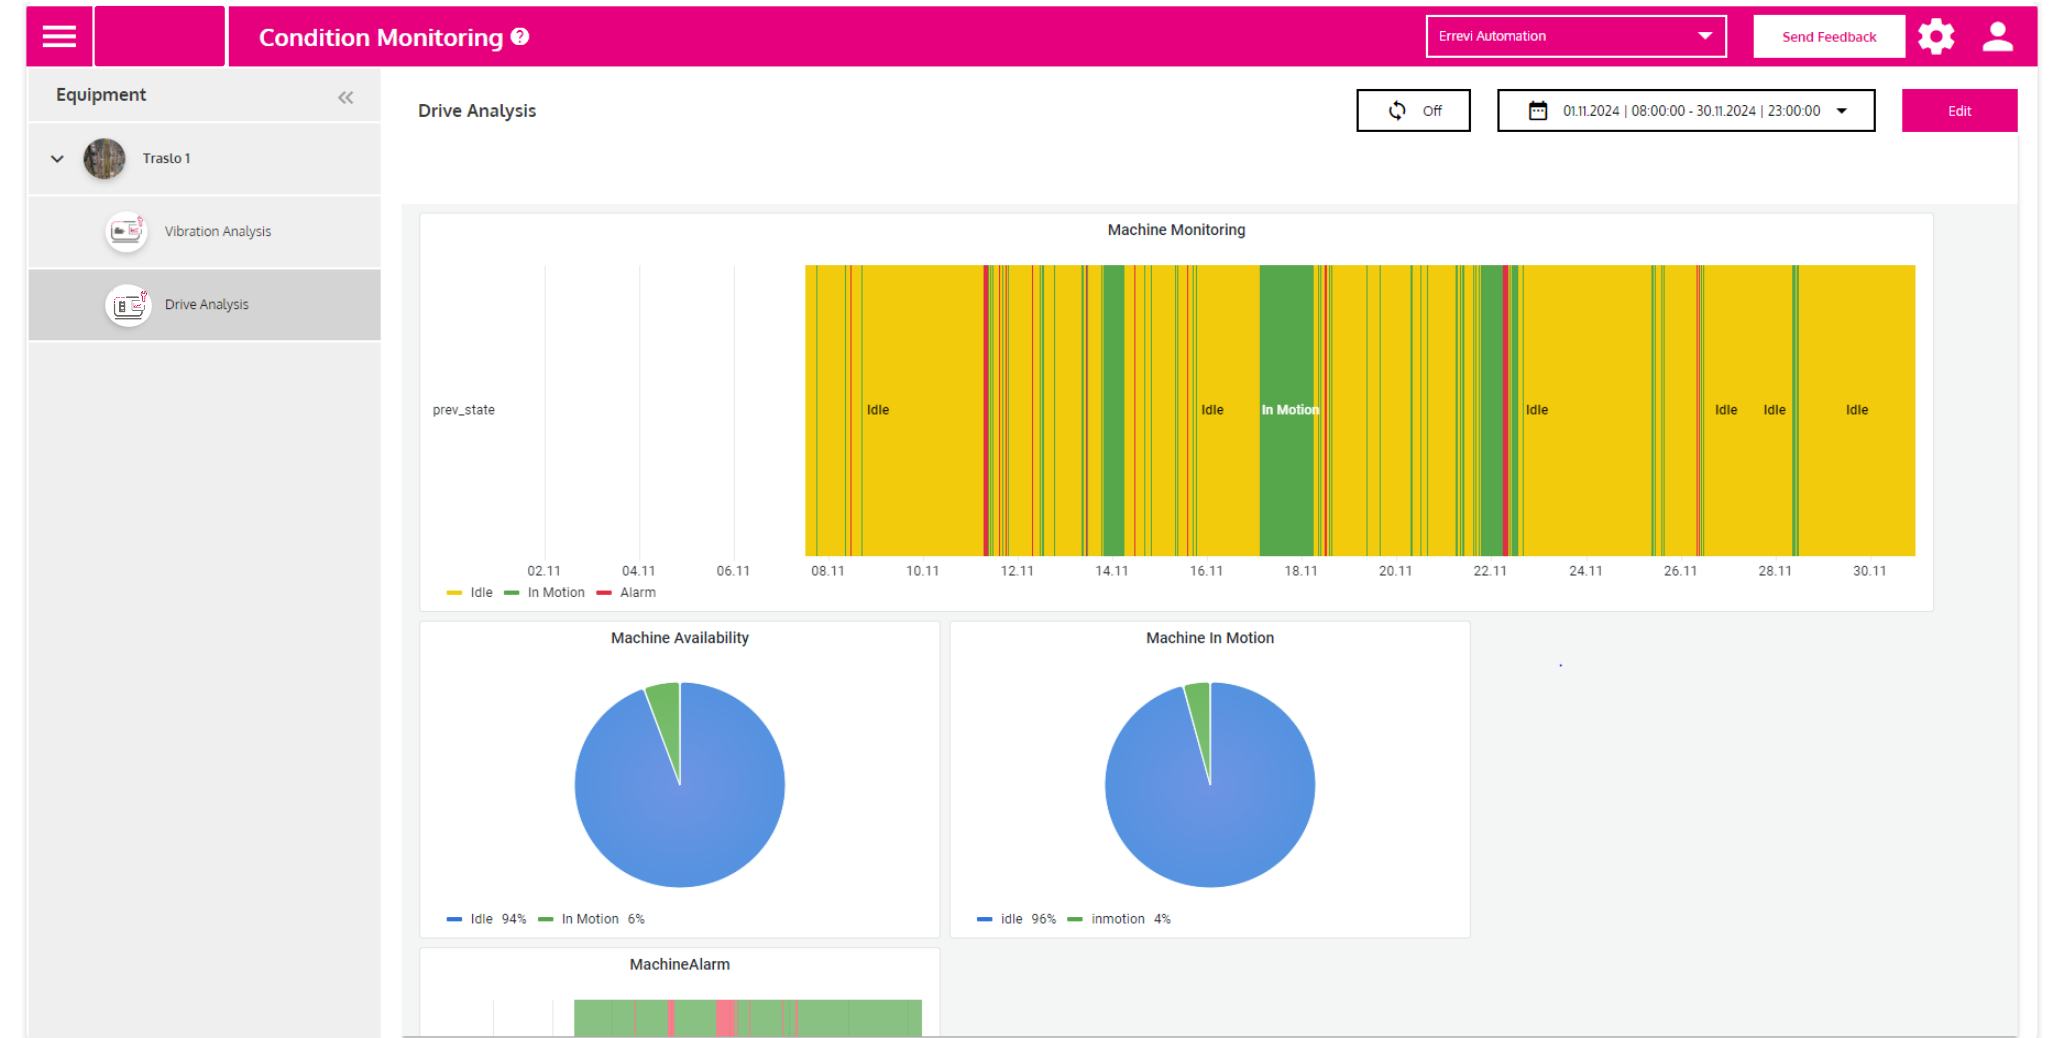 Condition Monitoring ?
Errevi Automation
Send Feedback
Equipment
Traslo 1
Vibration Analysis
Drive Analysis
Drive Analysis
Off
01.11.2024 | 08:00:00 - 30.11.2024 | 23:00:00
Edit
Machine Monitoring
prev_state
Idle Idle In Motion Idle Idle Idle Idle
02.11 04.11 06.11 08.11 10.11 12.11 14.11 16.11 18.11 20.11 22.11 24.11 26.11 28.11 30.11
Idle In Motion Alarm
Machine Availability
Idle 94% In Motion 6%
Machine In Motion
idle 96% inmotion 4%
MachineAlarm